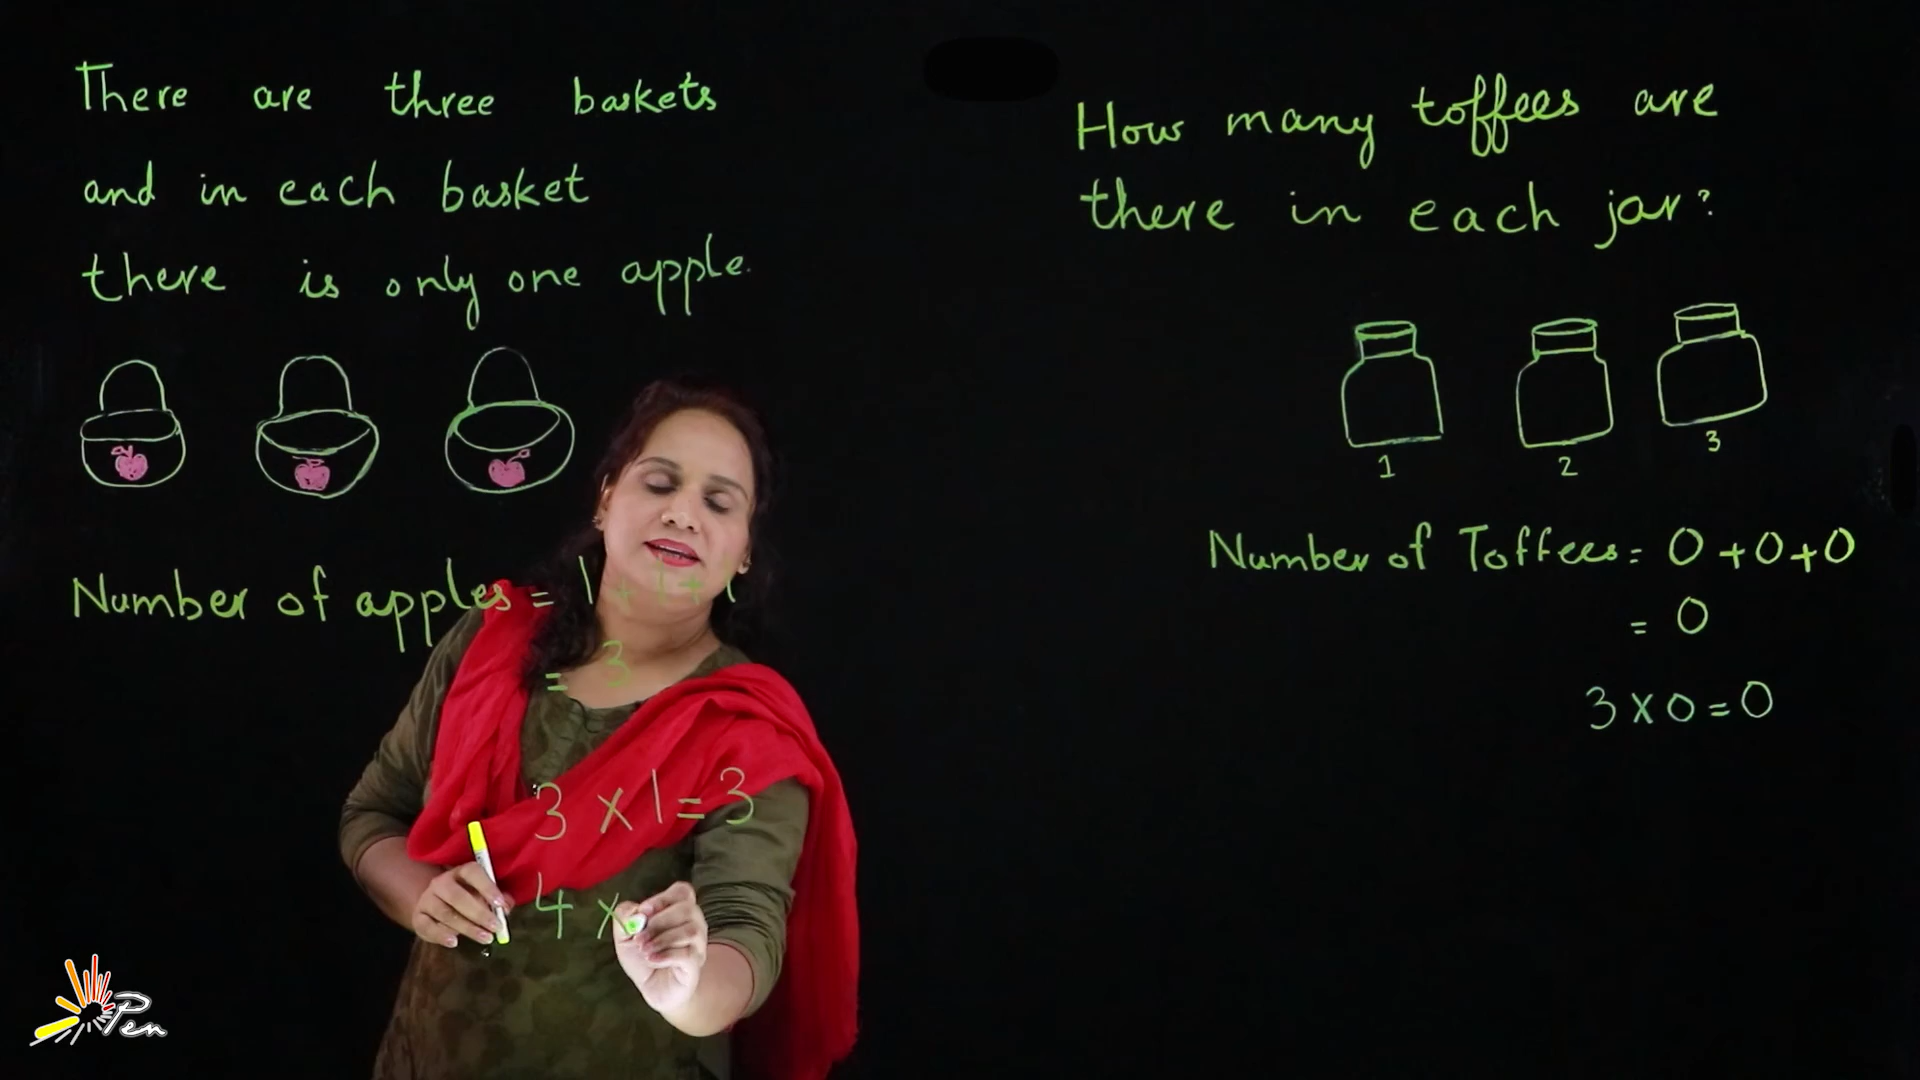 There are three baskets
and in each basket
there is only one apple.
Number of apples = 1 + 1 + 1
= 3
3 x 1 = 3
4 x
How many toffees are
there in each jar?
1 2 3
Number of Toffees = 0 + 0 + 0
= 0
3 x 0 = 0
Pen